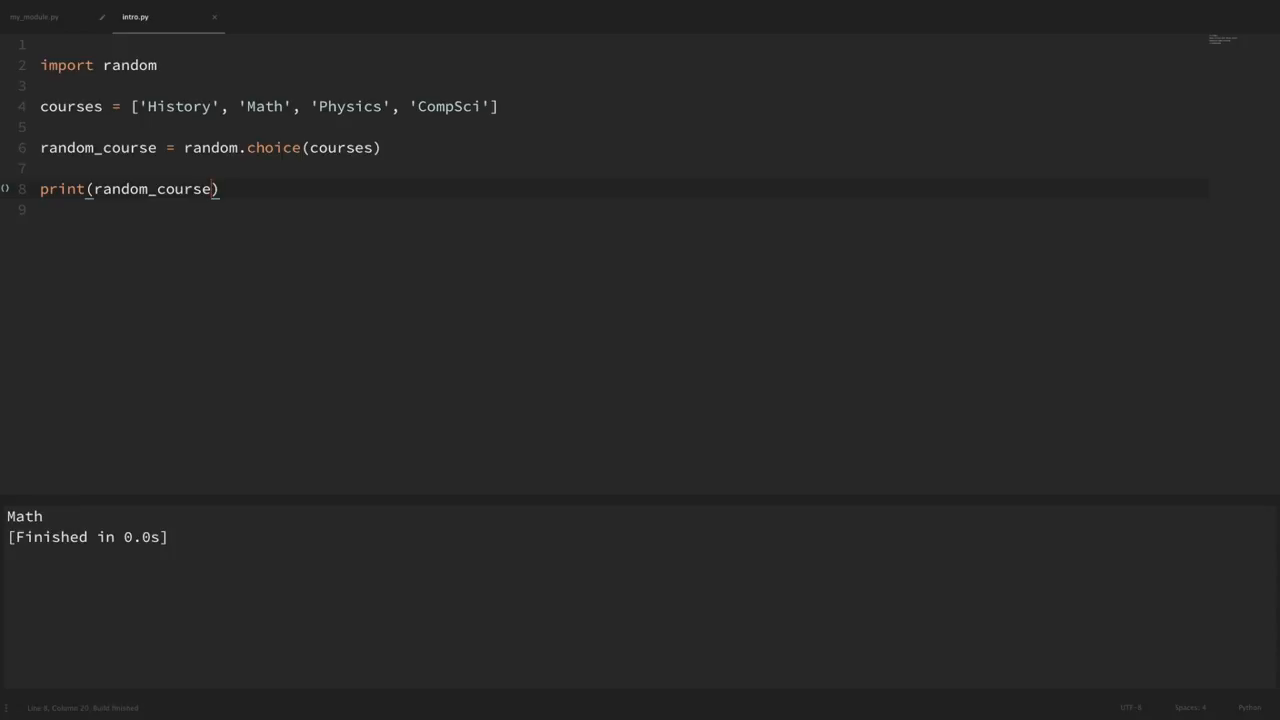 my_module.py intro.py ×
1
2 import random
3
4 courses = ['History', 'Math', 'Physics', 'CompSci']
5
6 random_course = random.choice(courses)
7
() 8 print(random_course)
9
Math
[Finished in 0.0s]
Line 8, Column 20; Build finished UTF-8 Spaces: 4 Python